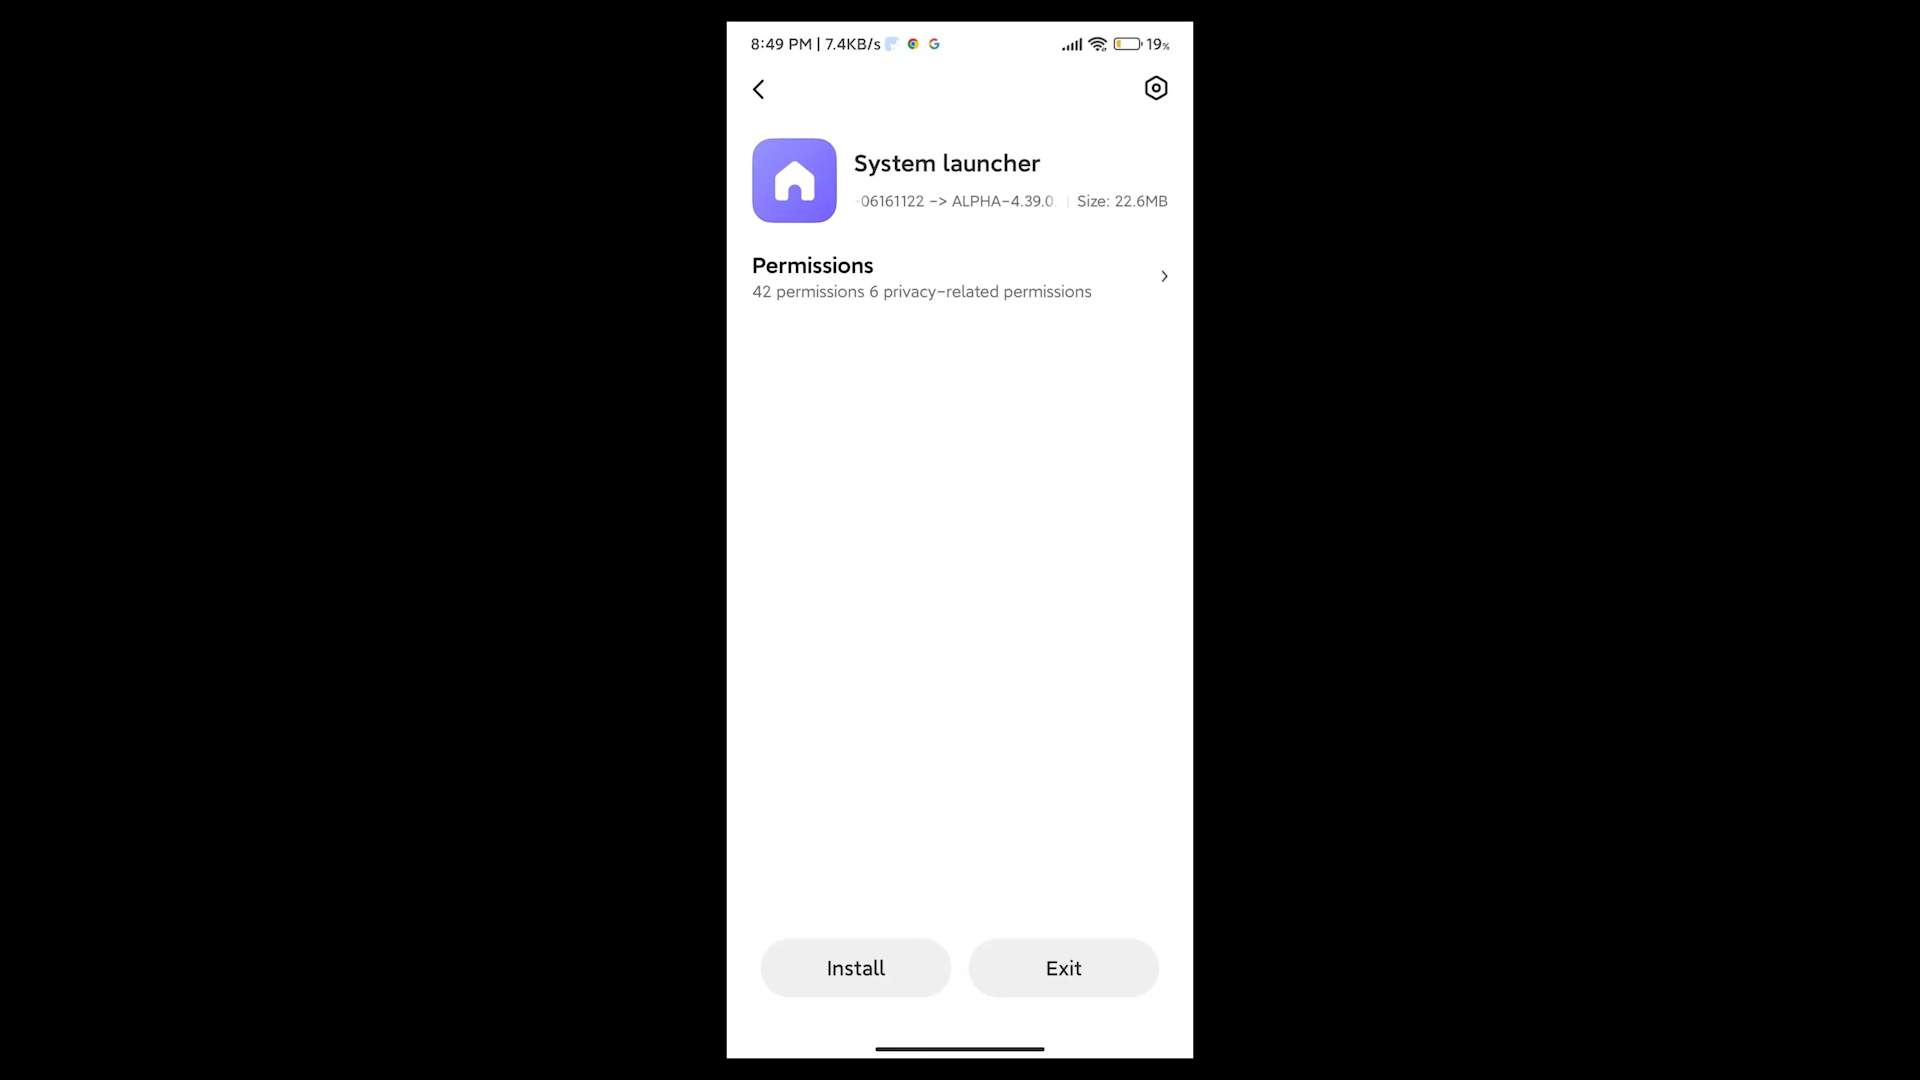 8:49 PM | 7.4KB/s 19%
System launcher
-06161122 -> ALPHA-4.39.0 | Size: 22.6MB
Permissions
42 permissions 6 privacy-related permissions
Install Exit